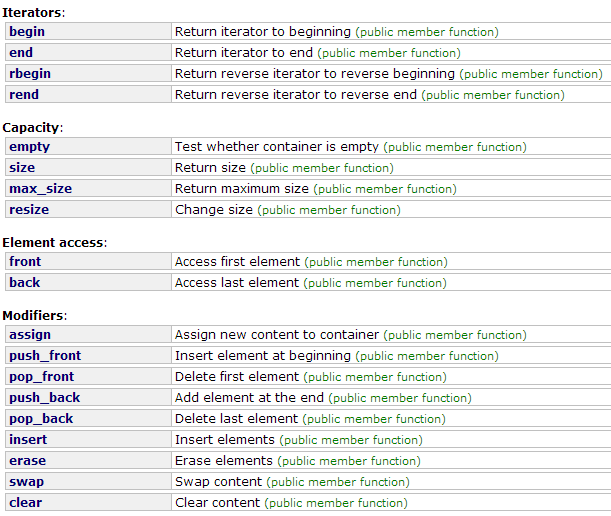 Iterators:
begin Return iterator to beginning (public member function)
end Return iterator to end (public member function)
rbegin Return reverse iterator to reverse beginning (public member function)
rend Return reverse iterator to reverse end (public member function)
Capacity:
empty Test whether container is empty (public member function)
size Return size (public member function)
max_size Return maximum size (public member function)
resize Change size (public member function)
Element access:
front Access first element (public member function)
back Access last element (public member function)
Modifiers:
assign Assign new content to container (public member function)
push_front Insert element at beginning (public member function)
pop_front Delete first element (public member function)
push_back Add element at the end (public member function)
pop_back Delete last element (public member function)
insert Insert elements (public member function)
erase Erase elements (public member function)
swap Swap content (public member function)
clear Clear content (public member function)